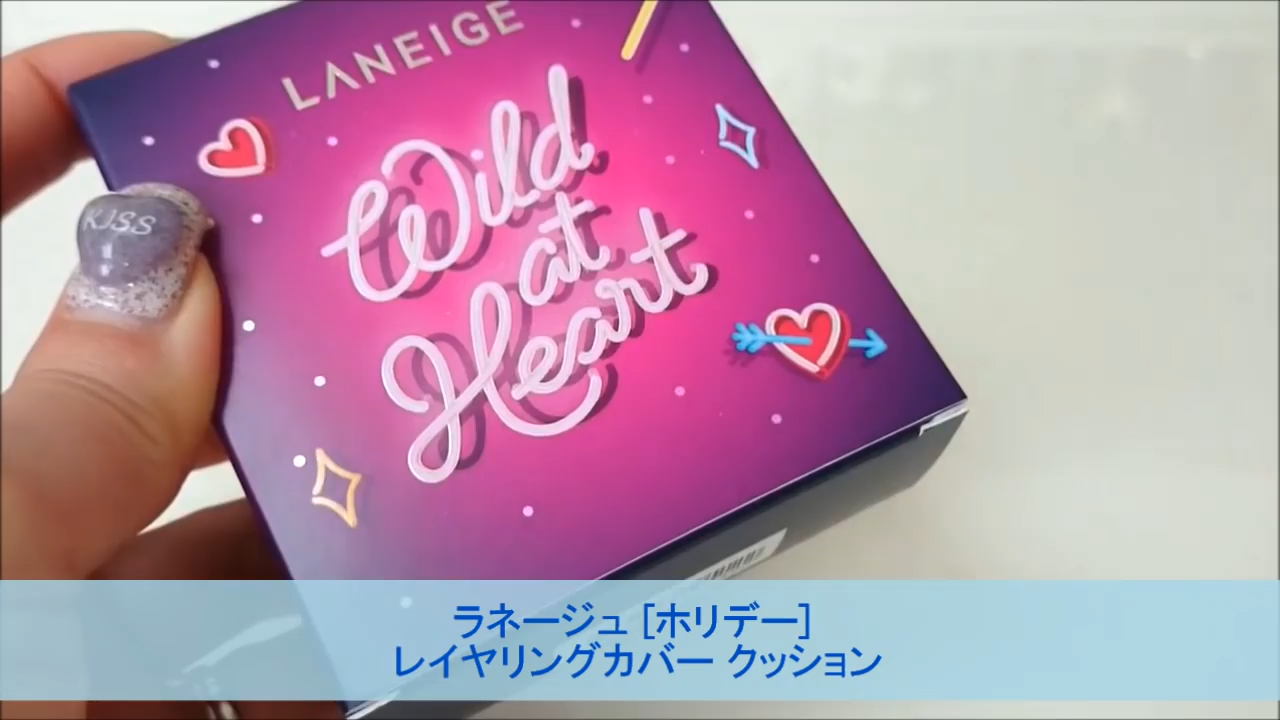 LANEIGE
Wild
at
Heart
KISS
ラネージュ [ホリデー]
レイヤリングカバー クッション